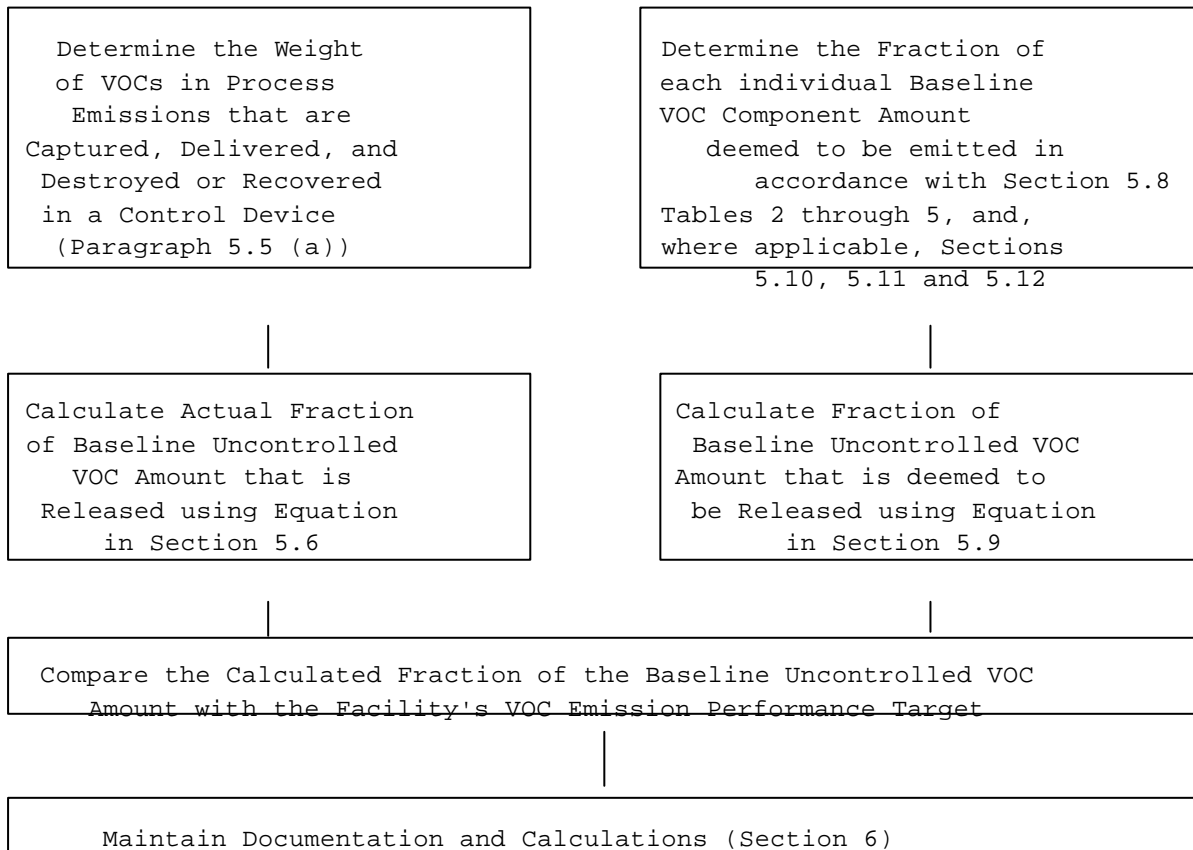 Determine the Weight
of VOCs in Process
Emissions that are
Captured, Delivered, and
Destroyed or Recovered
in a Control Device
(Paragraph 5.5 (a))
Determine the Fraction of
each individual Baseline
VOC Component Amount
deemed to be emitted in
accordance with Section 5.8
Tables 2 through 5, and,
where applicable, Sections
5.10, 5.11 and 5.12
Calculate Actual Fraction
of Baseline Uncontrolled
VOC Amount that is
Released using Equation
in Section 5.6
Calculate Fraction of
Baseline Uncontrolled VOC
Amount that is deemed to
be Released using Equation
in Section 5.9
Compare the Calculated Fraction of the Baseline Uncontrolled VOC
Amount with the Facility's VOC Emission Performance Target
Maintain Documentation and Calculations (Section 6)